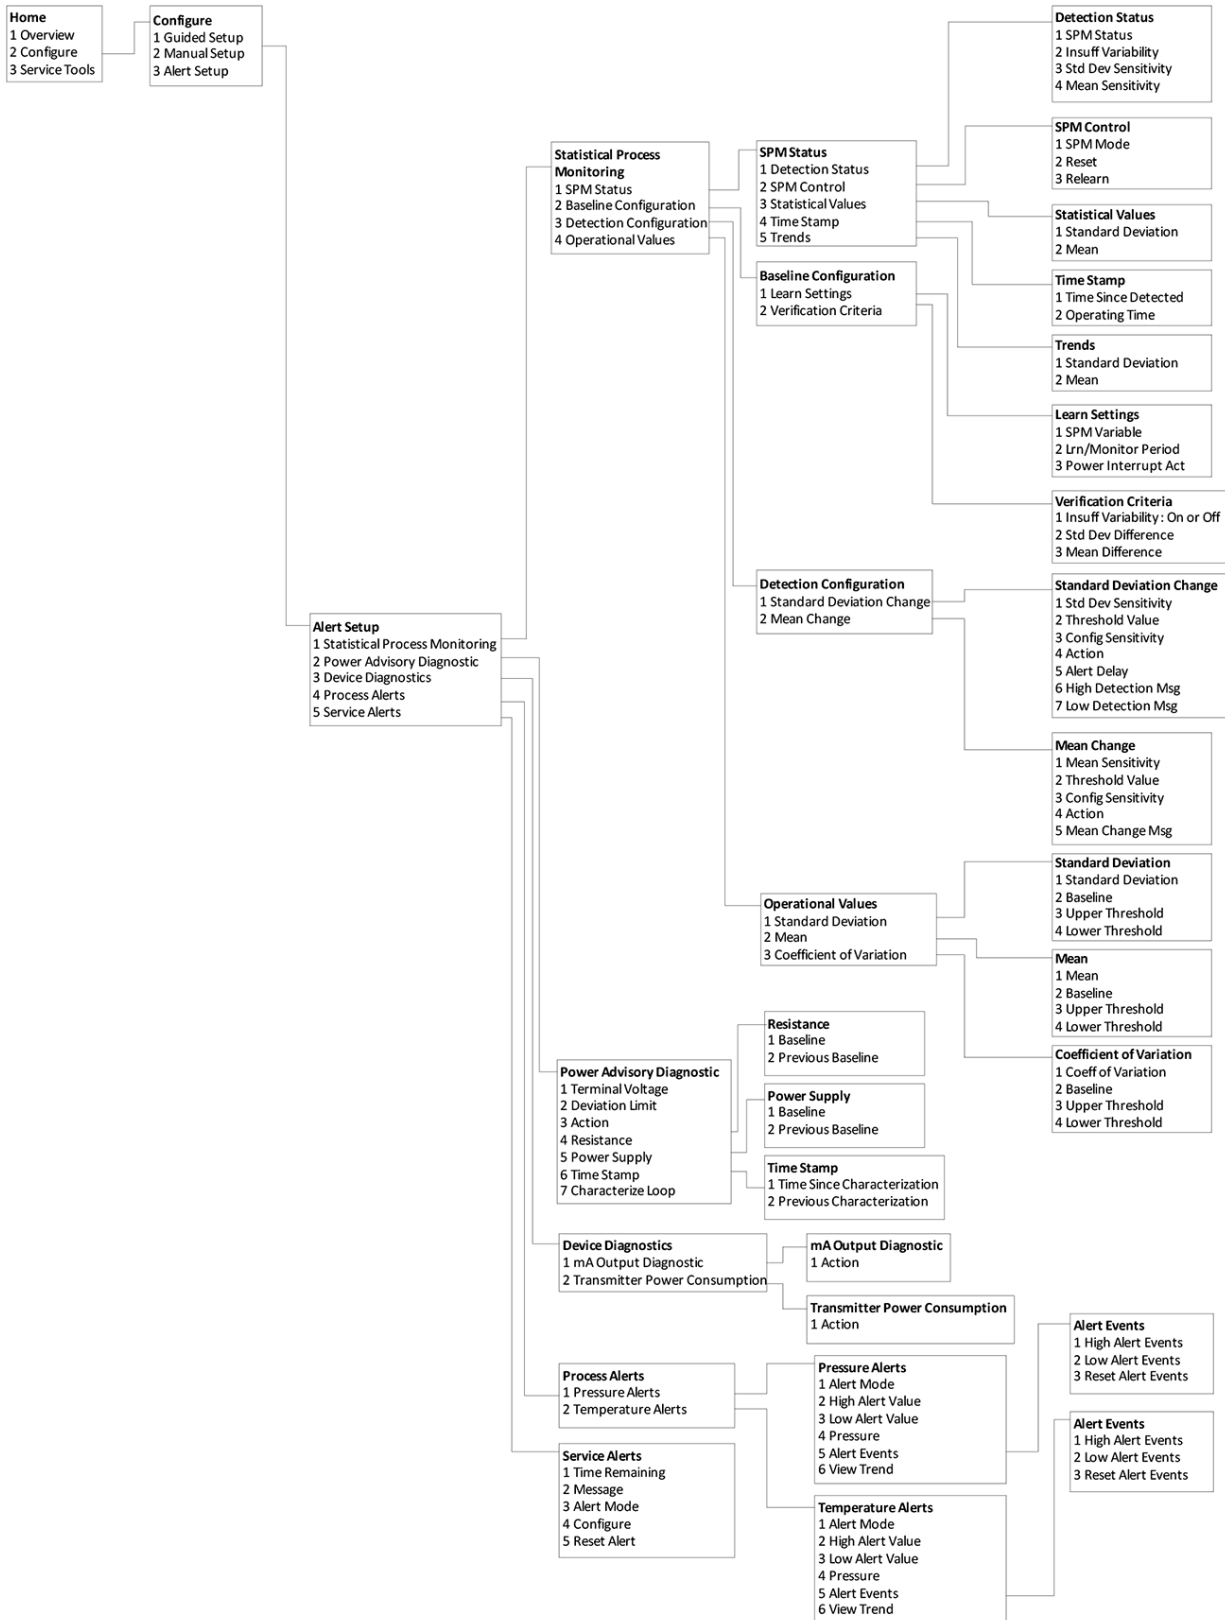 Home
1 Overview
2 Configure
3 Service Tools
Configure
1 Guided Setup
2 Manual Setup
3 Alert Setup
Alert Setup
1 Statistical Process Monitoring
2 Power Advisory Diagnostic
3 Device Diagnostics
4 Process Alerts
5 Service Alerts
Statistical Process
Monitoring
1 SPM Status
2 Baseline Configuration
3 Detection Configuration
4 Operational Values
SPM Status
1 Detection Status
2 SPM Control
3 Statistical Values
4 Time Stamp
5 Trends
Baseline Configuration
1 Learn Settings
2 Verification Criteria
Detection Configuration
1 Standard Deviation Change
2 Mean Change
Operational Values
1 Standard Deviation
2 Mean
3 Coefficient of Variation
Detection Status
1 SPM Status
2 Insuff Variability
3 Std Dev Sensitivity
4 Mean Sensitivity
SPM Control
1 SPM Mode
2 Reset
3 Relearn
Statistical Values
1 Standard Deviation
2 Mean
Time Stamp
1 Time Since Detected
2 Operating Time
Trends
1 Standard Deviation
2 Mean
Learn Settings
1 SPM Variable
2 Lrn/Monitor Period
3 Power Interrupt Act
Verification Criteria
1 Insuff Variability : On or Off
2 Std Dev Difference
3 Mean Difference
Standard Deviation Change
1 Std Dev Sensitivity
2 Threshold Value
3 Config Sensitivity
4 Action
5 Alert Delay
6 High Detection Msg
7 Low Detection Msg
Mean Change
1 Mean Sensitivity
2 Threshold Value
3 Config Sensitivity
4 Action
5 Mean Change Msg
Standard Deviation
1 Standard Deviation
2 Baseline
3 Upper Threshold
4 Lower Threshold
Mean
1 Mean
2 Baseline
3 Upper Threshold
4 Lower Threshold
Coefficient of Variation
1 Coeff of Variation
2 Baseline
3 Upper Threshold
4 Lower Threshold
Power Advisory Diagnostic
1 Terminal Voltage
2 Deviation Limit
3 Action
4 Resistance
5 Power Supply
6 Time Stamp
7 Characterize Loop
Resistance
1 Baseline
2 Previous Baseline
Power Supply
1 Baseline
2 Previous Baseline
Time Stamp
1 Time Since Characterization
2 Previous Characterization
Device Diagnostics
1 mA Output Diagnostic
2 Transmitter Power Consumption
mA Output Diagnostic
1 Action
Transmitter Power Consumption
1 Action
Process Alerts
1 Pressure Alerts
2 Temperature Alerts
Service Alerts
1 Time Remaining
2 Message
3 Alert Mode
4 Configure
5 Reset Alert
Pressure Alerts
1 Alert Mode
2 High Alert Value
3 Low Alert Value
4 Pressure
5 Alert Events
6 View Trend
Temperature Alerts
1 Alert Mode
2 High Alert Value
3 Low Alert Value
4 Pressure
5 Alert Events
6 View Trend
Alert Events
1 High Alert Events
2 Low Alert Events
3 Reset Alert Events
Alert Events
1 High Alert Events
2 Low Alert Events
3 Reset Alert Events